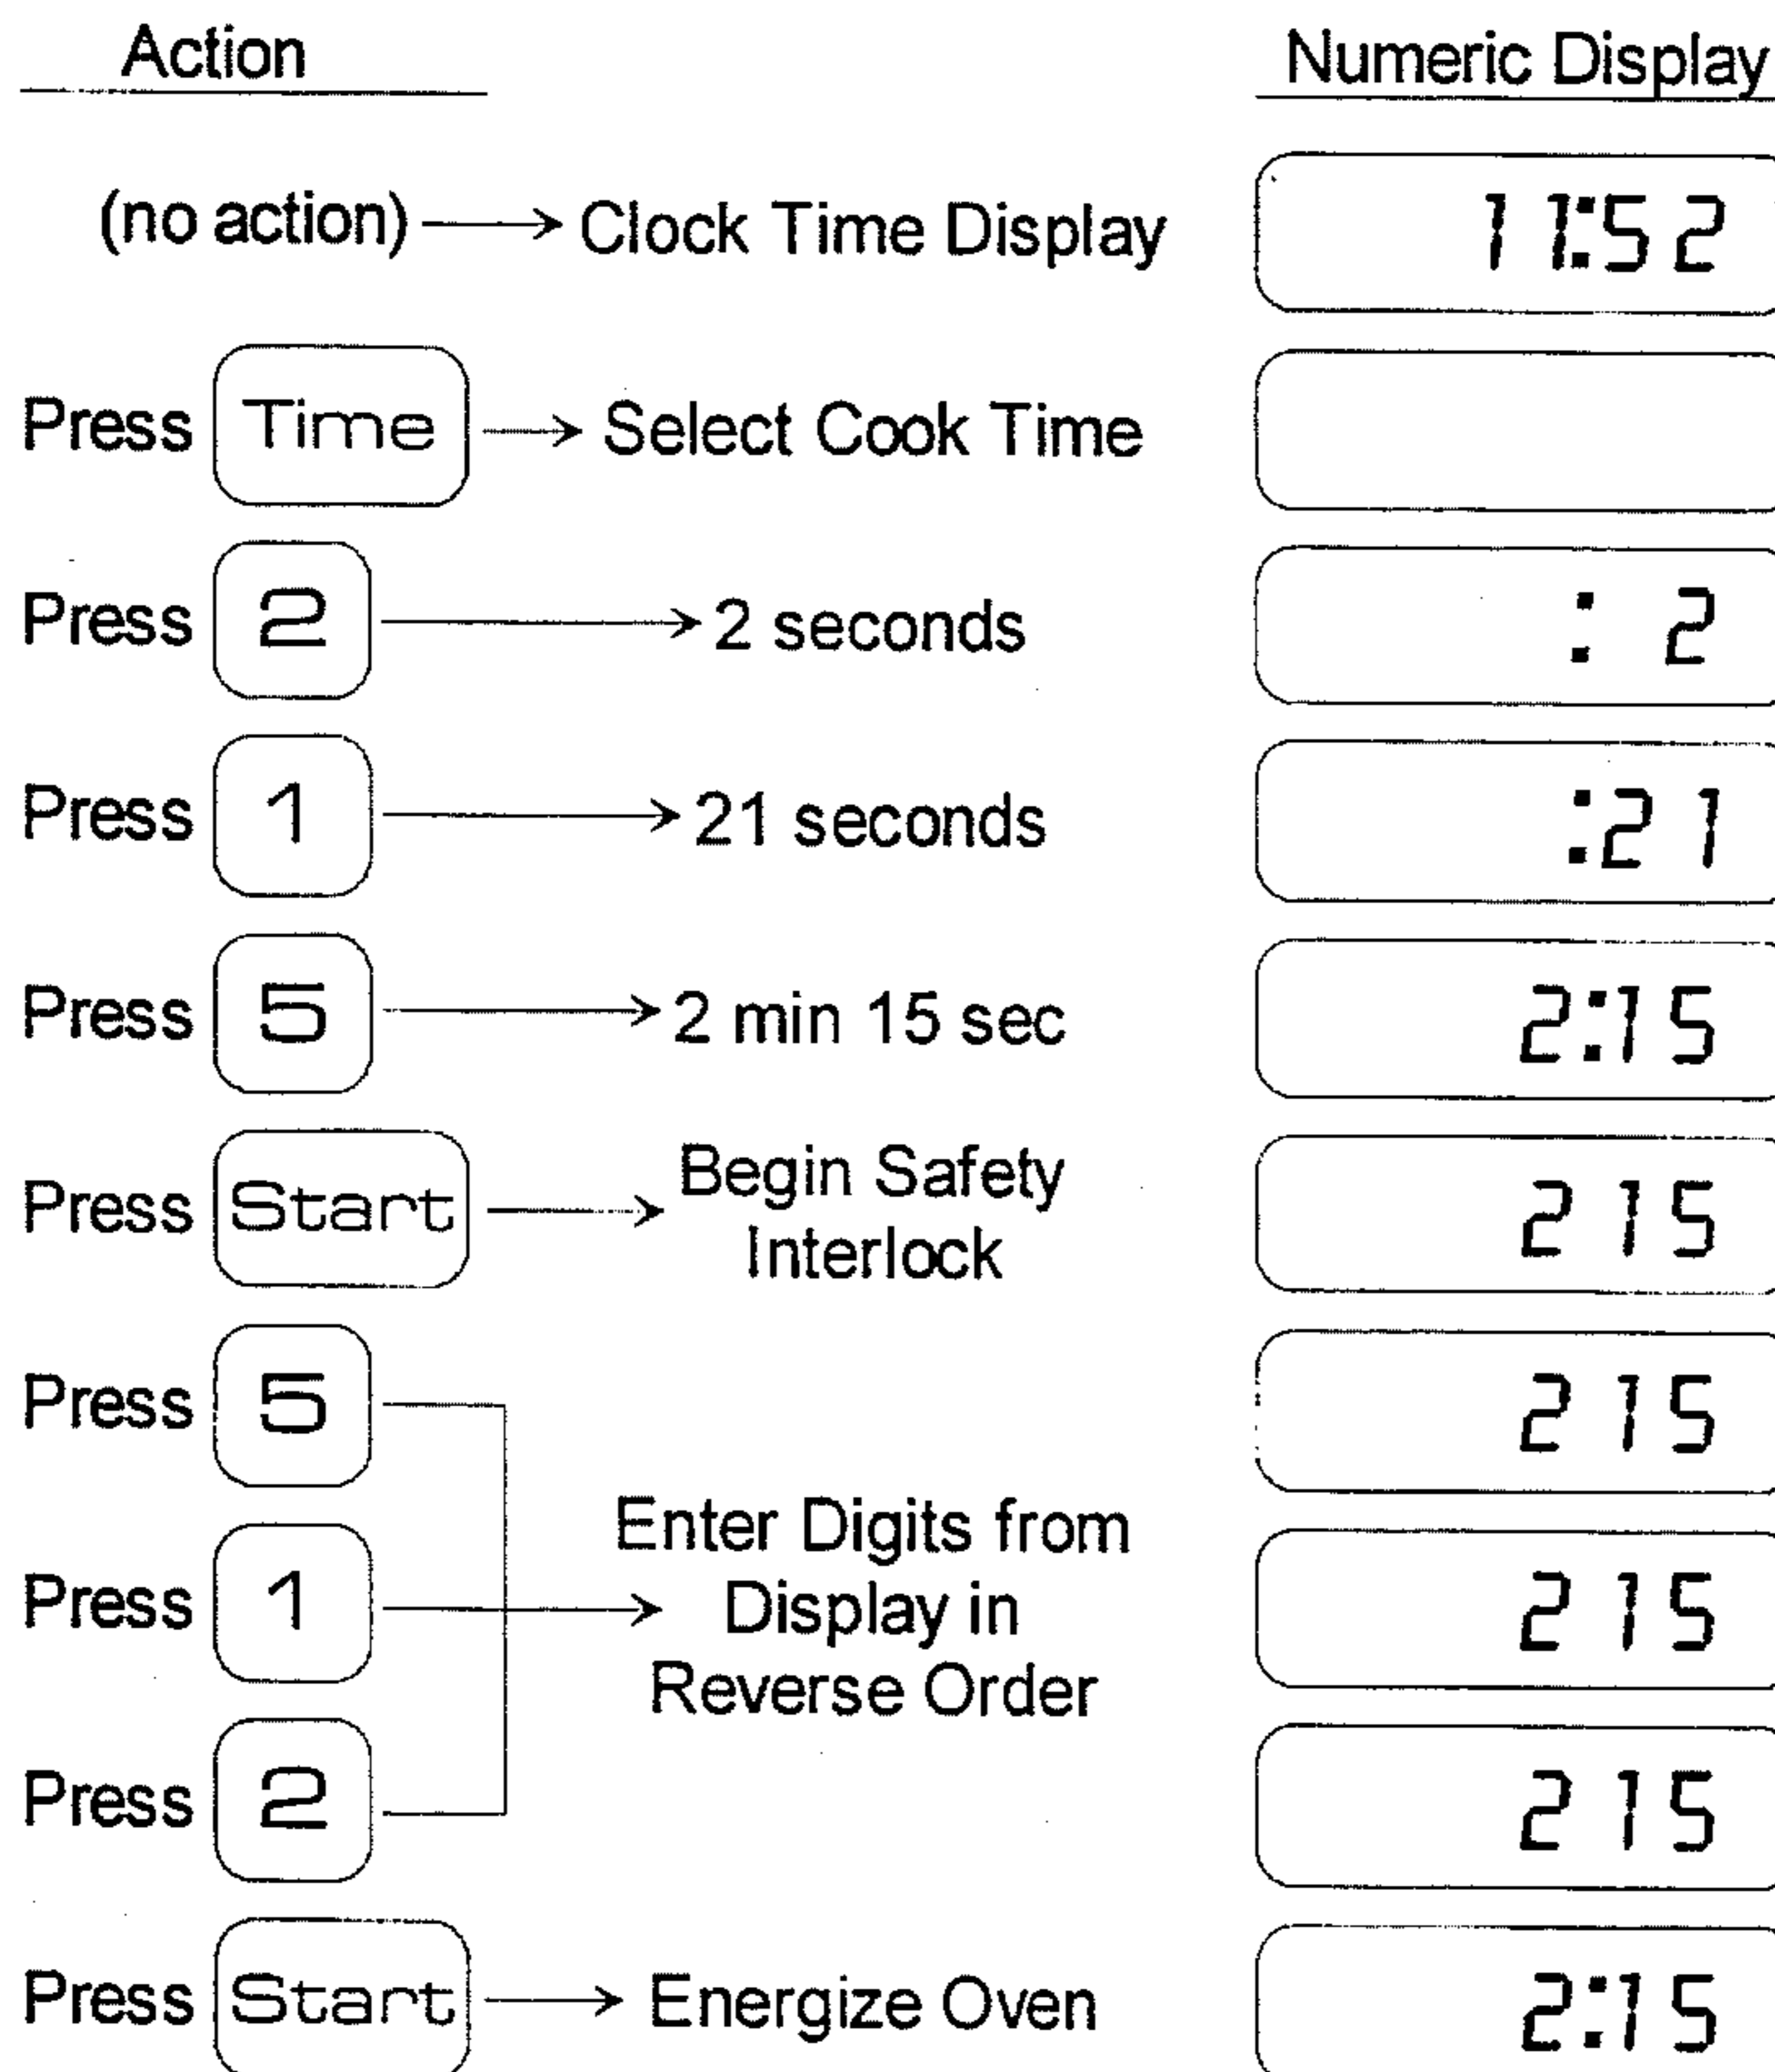 Action Numeric Display
(no action) Clock Time Display 11:52
Press Time Select Cook Time
Press 2 2 seconds : 2
Press 1 21 seconds :21
Press 5 2 min 15 sec 2:15
Press Start Begin Safety Interlock 215
Press 5 215
Press 1 Enter Digits from Display in Reverse Order 215
Press 2 215
Press Start Energize Oven 2:15